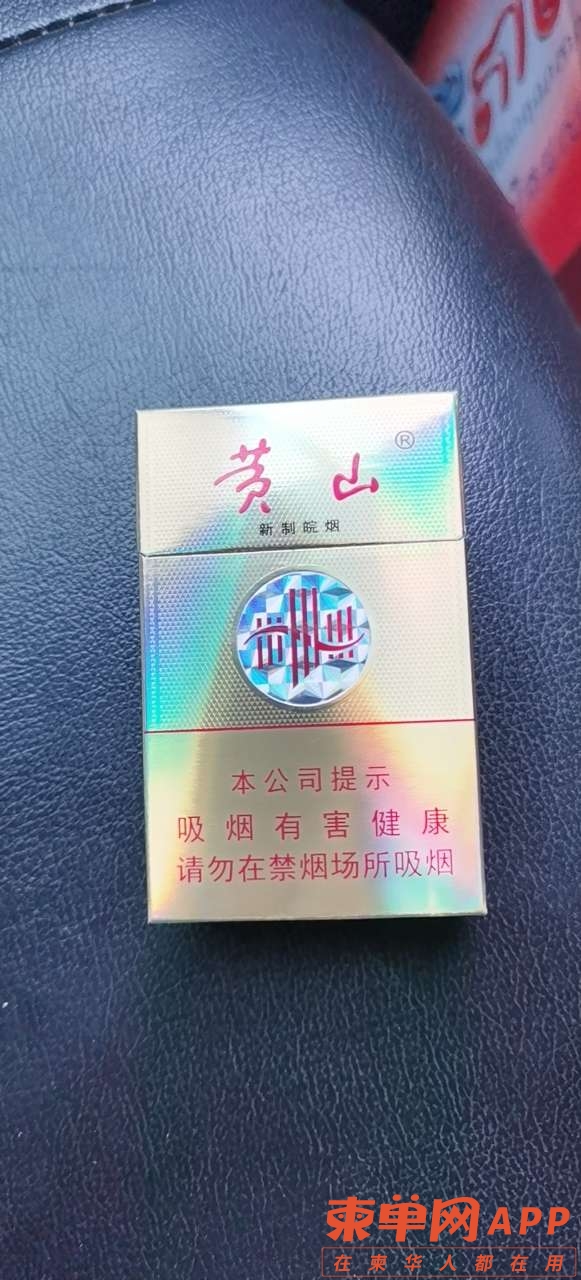 黄山®
新制皖烟
本公司提示
吸烟有害健康
请勿在禁烟场所吸烟
柬单网APP
在柬华人都在用